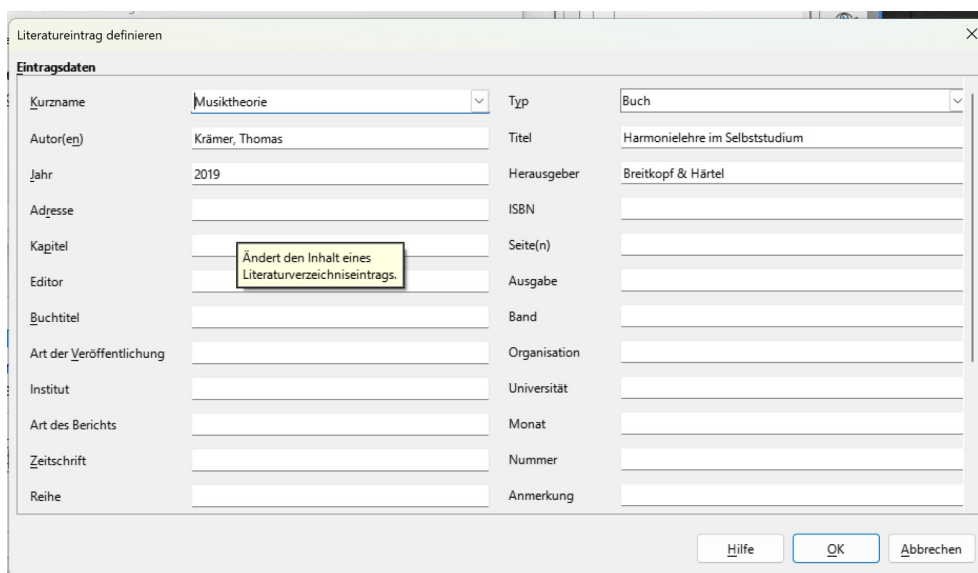 Literatureintrag definieren
Eintragsdaten
Kurzname Musiktheorie Typ Buch
Autor(en) Krämer, Thomas Titel Harmonielehre im Selbststudium
Jahr 2019 Herausgeber Breitkopf & Härtel
Adresse ISBN
Kapitel Seite(n)
Ändert den Inhalt eines
Literaturverzeichniseintrags.
Editor Ausgabe
Buchtitel Band
Art der Veröffentlichung Organisation
Institut Universität
Art des Berichts Monat
Zeitschrift Nummer
Reihe Anmerkung
Hilfe OK Abbrechen